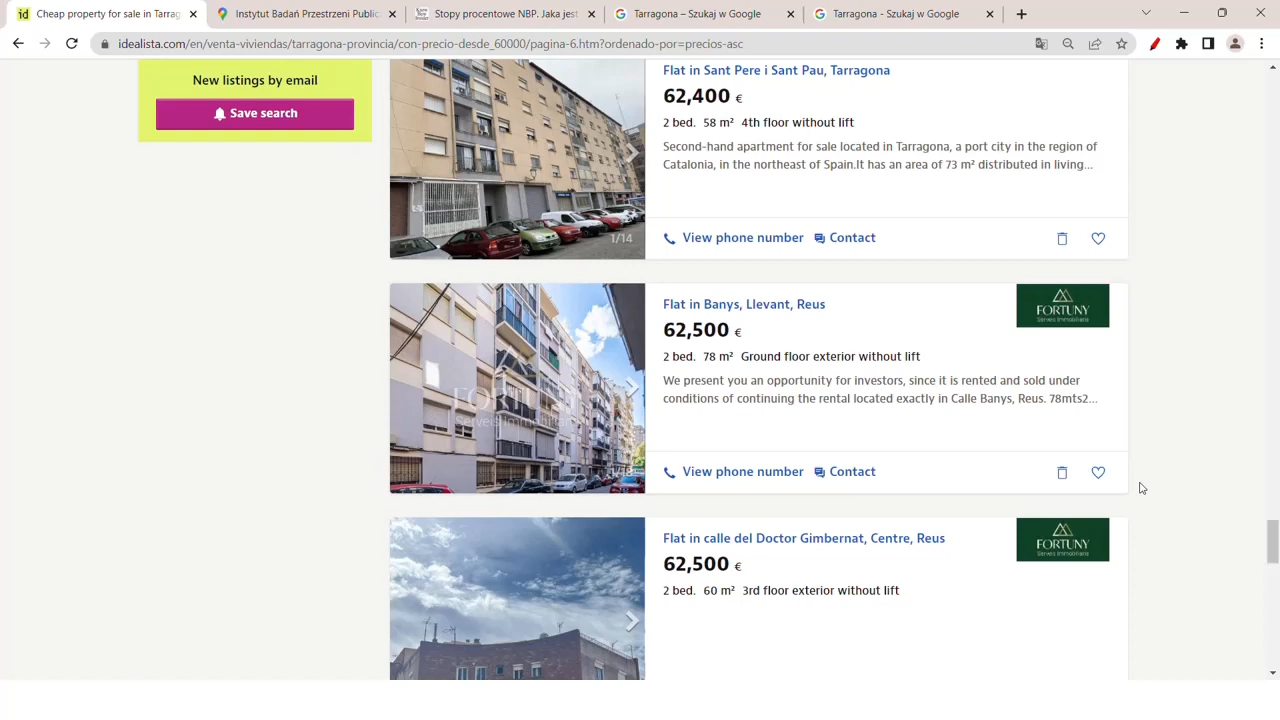 Cheap property for sale in Tarrag
Instytut Badań Przestrzeni Public
Stopy procentowe NBP. Jaka jest
Tarragona – Szukaj w Google
Tarragona - Szukaj w Google
idealista.com/en/venta-viviendas/tarragona-provincia/con-precio-desde_60000/pagina-6.htm?ordenado-por=precios-asc
New listings by email
Save search
Flat in Sant Pere i Sant Pau, Tarragona
62,400 €
2 bed. 58 m² 4th floor without lift
Second-hand apartment for sale located in Tarragona, a port city in the region of
Catalonia, in the northeast of Spain.It has an area of 73 m² distributed in living...
1/14
View phone number Contact
Flat in Banys, Llevant, Reus
FORTUNY
Serveis Immobiliaris
62,500 €
2 bed. 78 m² Ground floor exterior without lift
We present you an opportunity for investors, since it is rented and sold under
conditions of continuing the rental located exactly in Calle Banys, Reus. 78mts2...
FORTUNY
Serveis Immobiliaris
View phone number Contact
Flat in calle del Doctor Gimbernat, Centre, Reus
FORTUNY
Serveis Immobiliaris
62,500 €
2 bed. 60 m² 3rd floor exterior without lift